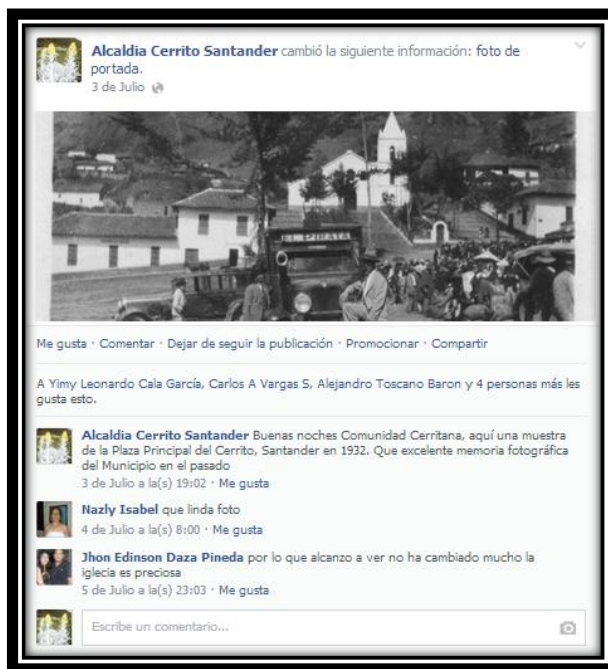 Alcaldia Cerrito Santander cambió la siguiente información: foto de
portada.
3 de Julio
EL PIRATA
Me gusta · Comentar · Dejar de seguir la publicación · Promocionar · Compartir
A Yimy Leonardo Cala García, Carlos A Vargas S, Alejandro Toscano Baron y 4 personas más les
gusta esto.
Alcaldia Cerrito Santander Buenas noches Comunidad Cerritana, aquí una muestra
de la Plaza Principal del Cerrito, Santander en 1932. Que excelente memoria fotográfica
del Municipio en el pasado
3 de Julio a la(s) 19:02 · Me gusta
Nazly Isabel que linda foto
4 de Julio a la(s) 8:00 · Me gusta
Jhon Edinson Daza Pineda por lo que alcanzo a ver no ha cambiado mucho la
iglecia es preciosa
5 de Julio a la(s) 23:03 · Me gusta
Escribe un comentario...